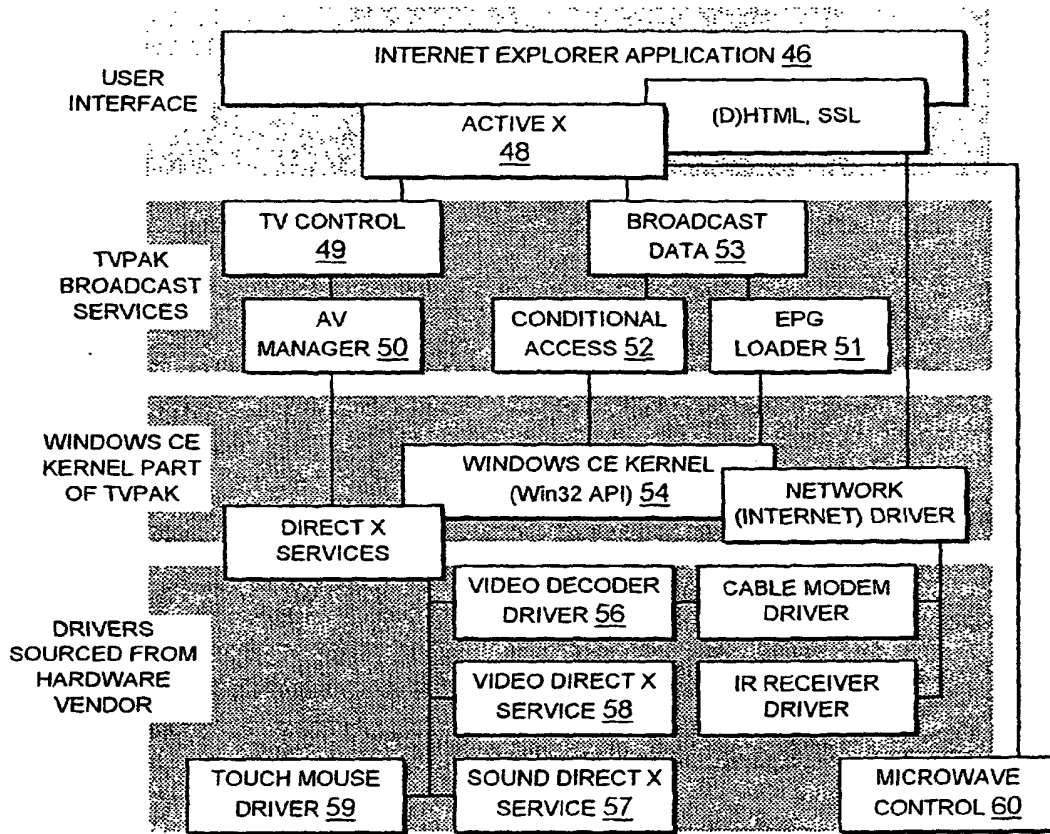 INTERNET EXPLORER APPLICATION 46
USER
INTERFACE
(D)HTML, SSL
ACTIVE X
48
TV CONTROL
49
BROADCAST
DATA 53
TVPAK
BROADCAST
SERVICES
AV
MANAGER 50
CONDITIONAL
ACCESS 52
EPG
LOADER 51
WINDOWS CE
KERNEL PART
OF TVPAK
WINDOWS CE KERNEL
(Win32 API) 54
NETWORK
(INTERNET) DRIVER
DIRECT X
SERVICES
DRIVERS
SOURCED FROM
HARDWARE
VENDOR
VIDEO DECODER
DRIVER 56
CABLE MODEM
DRIVER
VIDEO DIRECT X
SERVICE 58
IR RECEIVER
DRIVER
TOUCH MOUSE
DRIVER 59
SOUND DIRECT X
SERVICE 57
MICROWAVE
CONTROL 60